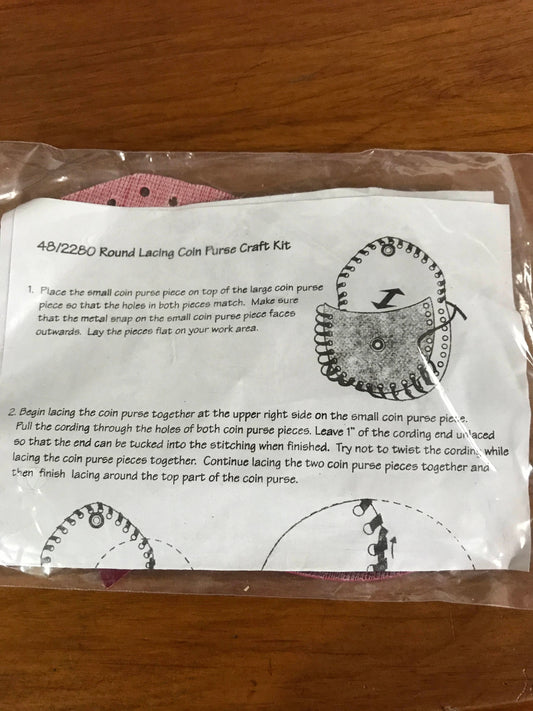 48/2280 Round Lacing Coin Purse Craft Kit
1. Place the small coin purse piece on top of the large coin purse
piece so that the holes in both pieces match. Make sure
that the metal snap on the small coin purse piece faces
outwards. Lay the pieces flat on your work area.
2. Begin lacing the coin purse together at the upper right side on the small coin purse piece.
Pull the cording through the holes of both coin purse pieces. Leave 1" of the cording end unlaced
so that the end can be tucked into the stitching when finished. Try not to twist the cording while
lacing the coin purse pieces together. Continue lacing the two coin purse pieces together and
then finish lacing around the top part of the coin purse.